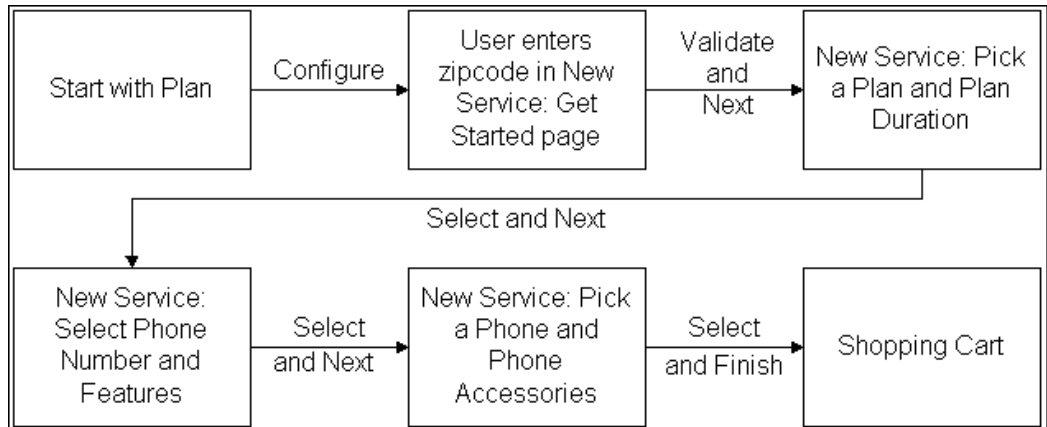 Start with Plan
Configure
User enters
zipcode in New
Service: Get
Started page
Validate
and
Next
New Service: Pick
a Plan and Plan
Duration
Select and Next
New Service:
Select Phone
Number and
Features
Select
and Next
New Service: Pick
a Phone and
Phone
Accessories
Select
and Finish
Shopping Cart